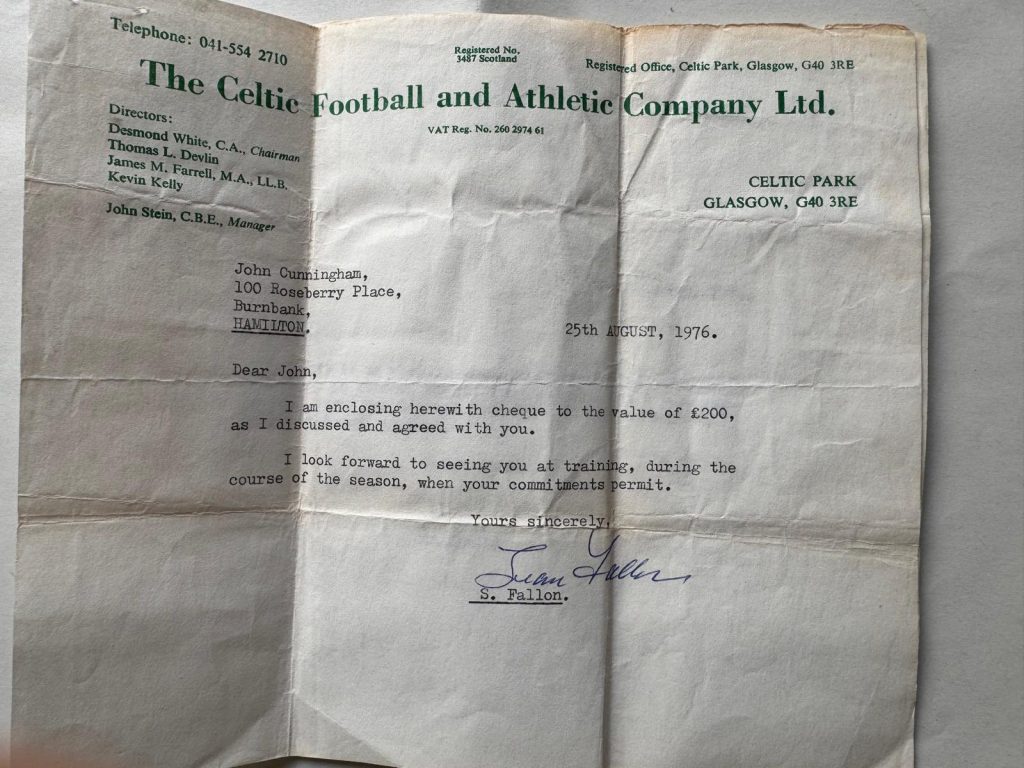 Telephone: 041-554 2710
Registered No.
3487 Scotland
Registered Office, Celtic Park, Glasgow, G40 3RE
The Celtic Football and Athletic Company Ltd.
VAT Reg. No. 260 2974 61
Directors:
Desmond White, C.A., Chairman
Thomas L. Devlin
James M. Farrell, M.A., LL.B.
Kevin Kelly
John Stein, C.B.E., Manager
CELTIC PARK
GLASGOW, G40 3RE
John Cunningham,
100 Roseberry Place,
Burnbank,
HAMILTON.
25th AUGUST, 1976.
Dear John,
I am enclosing herewith cheque to the value of £200,
as I discussed and agreed with you.
I look forward to seeing you at training, during the
course of the season, when your commitments permit.
Yours sincerely,
Sean Fallon
S. Fallon.